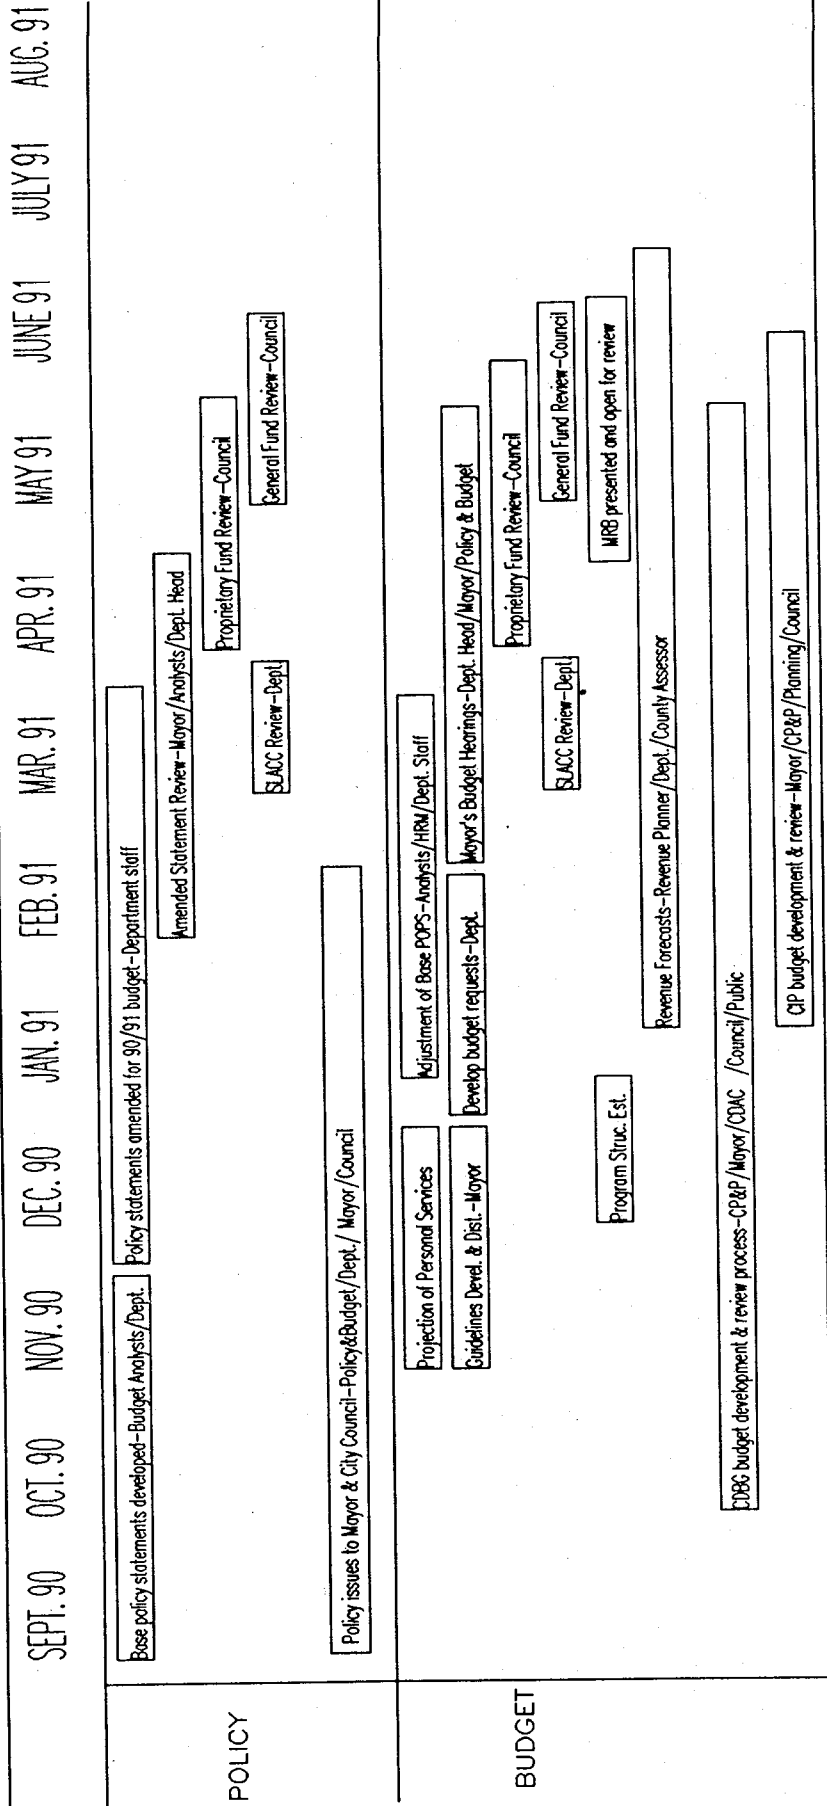 SEPT. 90 OCT. 90 NOV. 90 DEC. 90 JAN. 91 FEB. 91 MAR. 91 APR. 91 MAY 91 JUNE 91 JULY 91 AUG. 91
POLICY
Base policy statements developed-Budget Analysts/Dept.
Policy statements amended for 90/91 budget-Department staff
Amended Statement Review-Mayor/Analysts/Dept. Head
Proprietary Fund Review-Council
SLACC Review-Dept.
General Fund Review-Council
Policy issues to Mayor & City Council-Policy&Budget/Dept./ Mayor/Council
BUDGET
Projection of Personal Services
Adjustment of Base POPS-Analysts/HRM/Dept. Staff
Guidelines Devel. & Dist.-Mayor
Develop budget requests-Dept.
Mayor's Budget Hearings-Dept. Head/Mayor/Policy & Budget
Proprietary Fund Review-Council
SLACC Review-Dept.
General Fund Review-Council
Program Struc. Est.
MRB presented and open for review
Revenue Forecasts-Revenue Planner/Dept./County Assessor
CDBG budget development & review process-CP&P/Mayor/CDAC /Council/Public
CIP budget development & review-Mayor/CP&P/Planning/Council